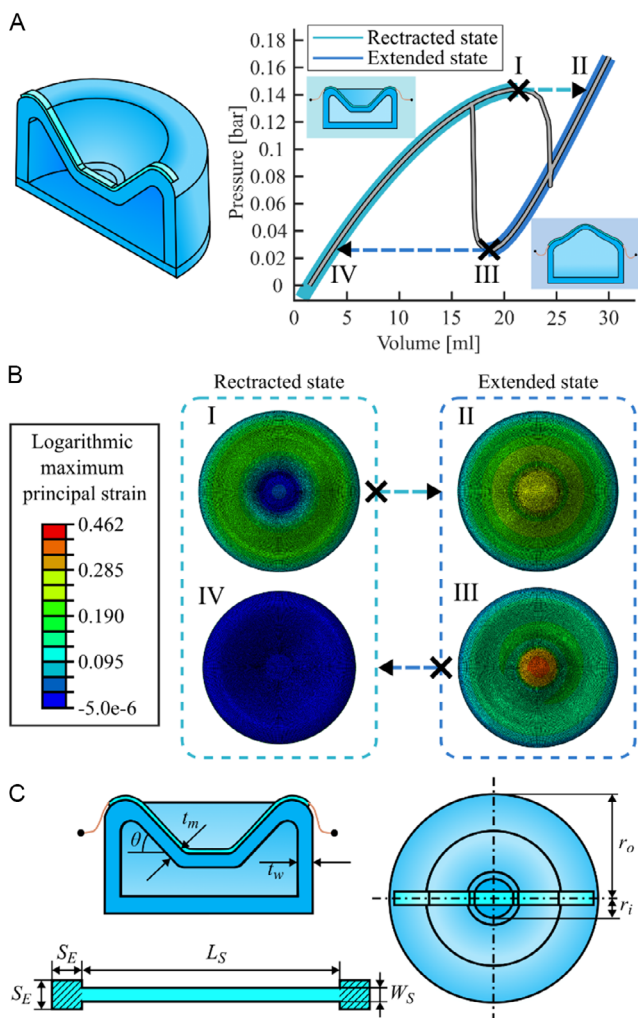 A
Rectracted state
Extended state
Pressure [bar]
0.18
0.16
0.14
0.12
0.1
0.08
0.06
0.04
0.02
0
I
II
III
IV
0
5
10
15
20
25
30
Volume [ml]
B
Rectracted state
Extended state
Logarithmic
maximum
principal strain
0.462
0.285
0.190
0.095
-5.0e-6
I
II
IV
III
C
θ
t_m
t_w
r_o
r_i
S_E
L_S
S_E
W_S